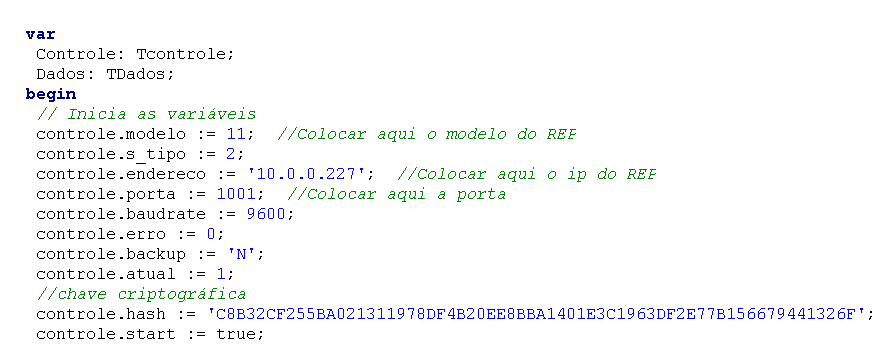 var
Controle: Tcontrole;
Dados: TDados;
begin
// Inicia as variáveis
controle.modelo := 11;  //Colocar aqui o modelo do REP
controle.s_tipo := 2;
controle.endereco := '10.0.0.227';  //Colocar aqui o ip do REP
controle.porta := 1001;  //Colocar aqui a porta
controle.baudrate := 9600;
controle.erro := 0;
controle.backup := 'N';
controle.atual := 1;
//chave criptográfica
controle.hash := 'C8B32CF255BA021311978DF4B20EE8BBA1401E3C1963DF2E77B156679441326F';
controle.start := true;